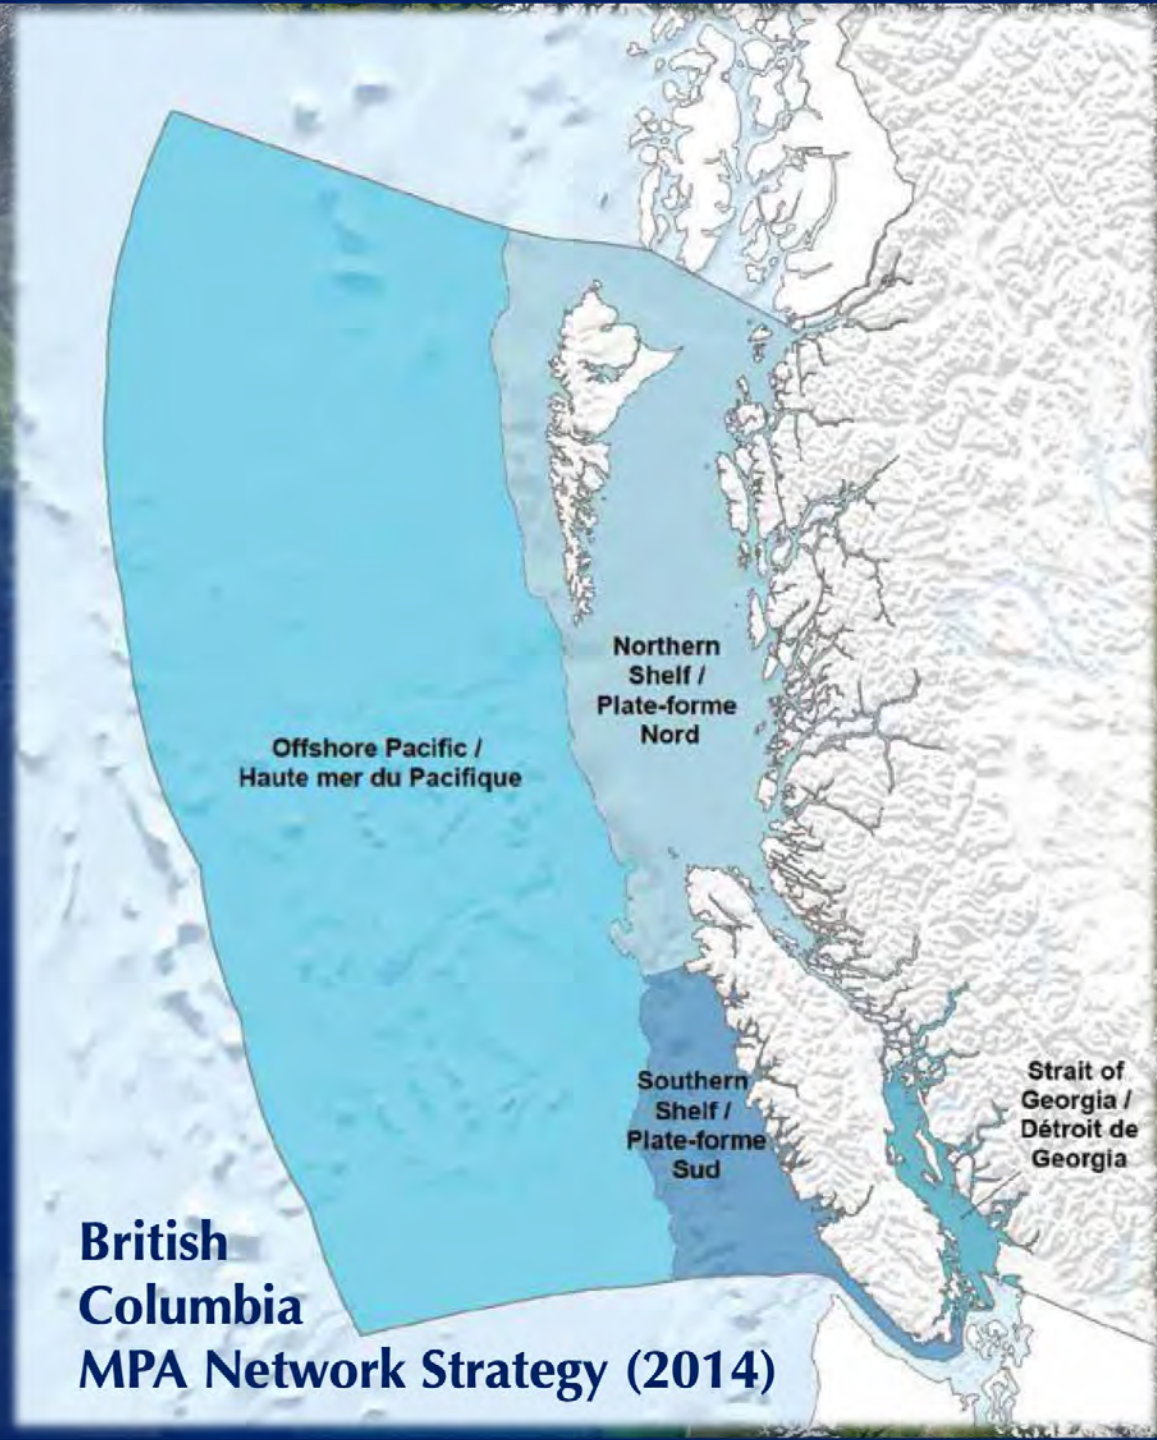 Northern
Shelf /
Plate-forme
Nord
Offshore Pacific /
Haute mer du Pacifique
Southern
Shelf /
Plate-forme
Sud
Strait of
Georgia /
Détroit de
Georgia
British
Columbia
MPA Network Strategy (2014)